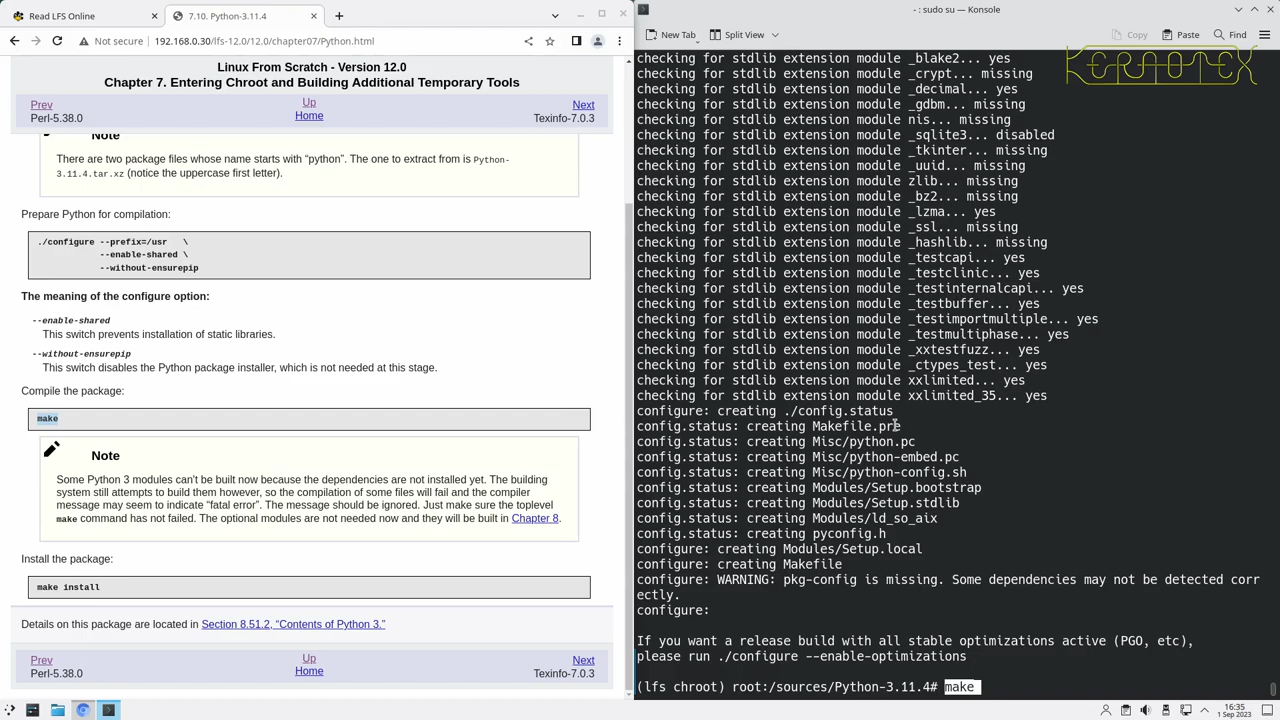 Read LFS Online
7.10. Python-3.11.4
Not secure 192.168.0.30/lfs-12.0/12.0/chapter07/Python.html
Linux From Scratch - Version 12.0
Chapter 7. Entering Chroot and Building Additional Temporary Tools
Prev
Up
Next
Perl-5.38.0
Home
Texinfo-7.0.3
Note
There are two package files whose name starts with “python”. The one to extract from is Python-
3.11.4.tar.xz (notice the uppercase first letter).
Prepare Python for compilation:
./configure --prefix=/usr \
--enable-shared \
--without-ensurepip
The meaning of the configure option:
--enable-shared
This switch prevents installation of static libraries.
--without-ensurepip
This switch disables the Python package installer, which is not needed at this stage.
Compile the package:
make
Note
Some Python 3 modules can't be built now because the dependencies are not installed yet. The building
system still attempts to build them however, so the compilation of some files will fail and the compiler
message may seem to indicate “fatal error”. The message should be ignored. Just make sure the toplevel
make command has not failed. The optional modules are not needed now and they will be built in Chapter 8.
Install the package:
make install
Details on this package are located in Section 8.51.2, “Contents of Python 3.”
Prev
Up
Next
Perl-5.38.0
Home
Texinfo-7.0.3
- : sudo su — Konsole
New Tab
Split View
Copy
Paste
Find
KERNOTEX
checking for stdlib extension module _blake2... yes
checking for stdlib extension module _crypt... missing
checking for stdlib extension module _decimal... yes
checking for stdlib extension module _gdbm... missing
checking for stdlib extension module nis... missing
checking for stdlib extension module _sqlite3... disabled
checking for stdlib extension module _tkinter... missing
checking for stdlib extension module _uuid... missing
checking for stdlib extension module zlib... missing
checking for stdlib extension module _bz2... missing
checking for stdlib extension module _lzma... yes
checking for stdlib extension module _ssl... missing
checking for stdlib extension module _hashlib... missing
checking for stdlib extension module _testcapi... yes
checking for stdlib extension module _testclinic... yes
checking for stdlib extension module _testinternalcapi... yes
checking for stdlib extension module _testbuffer... yes
checking for stdlib extension module _testimportmultiple... yes
checking for stdlib extension module _testmultiphase... yes
checking for stdlib extension module _xxtestfuzz... yes
checking for stdlib extension module _ctypes_test... yes
checking for stdlib extension module xxlimited... yes
checking for stdlib extension module xxlimited_35... yes
configure: creating ./config.status
config.status: creating Makefile.pre
config.status: creating Misc/python.pc
config.status: creating Misc/python-embed.pc
config.status: creating Misc/python-config.sh
config.status: creating Modules/Setup.bootstrap
config.status: creating Modules/Setup.stdlib
config.status: creating Modules/ld_so_aix
config.status: creating pyconfig.h
configure: creating Modules/Setup.local
configure: creating Makefile
configure: WARNING: pkg-config is missing. Some dependencies may not be detected corr
ectly.
configure:
If you want a release build with all stable optimizations active (PGO, etc),
please run ./configure --enable-optimizations
(lfs chroot) root:/sources/Python-3.11.4# make
16:35
1 Sep 2023